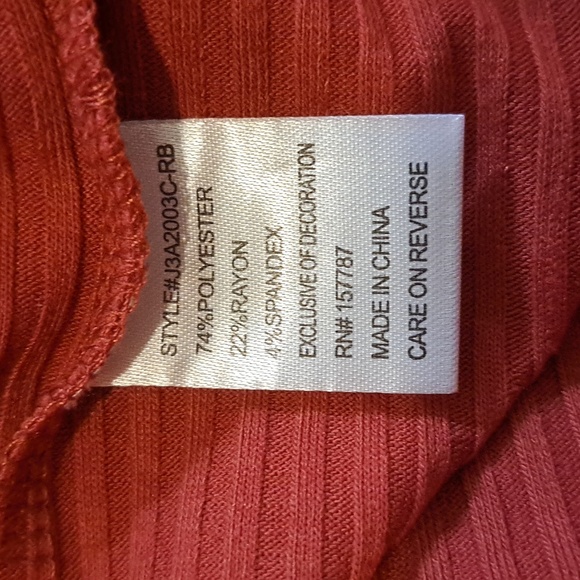 STYLE#J3A2003C-RB
74%POLYESTER
22%RAYON
4%SPANDEX
EXCLUSIVE OF DECORATION
RN# 157787
MADE IN CHINA
CARE ON REVERSE